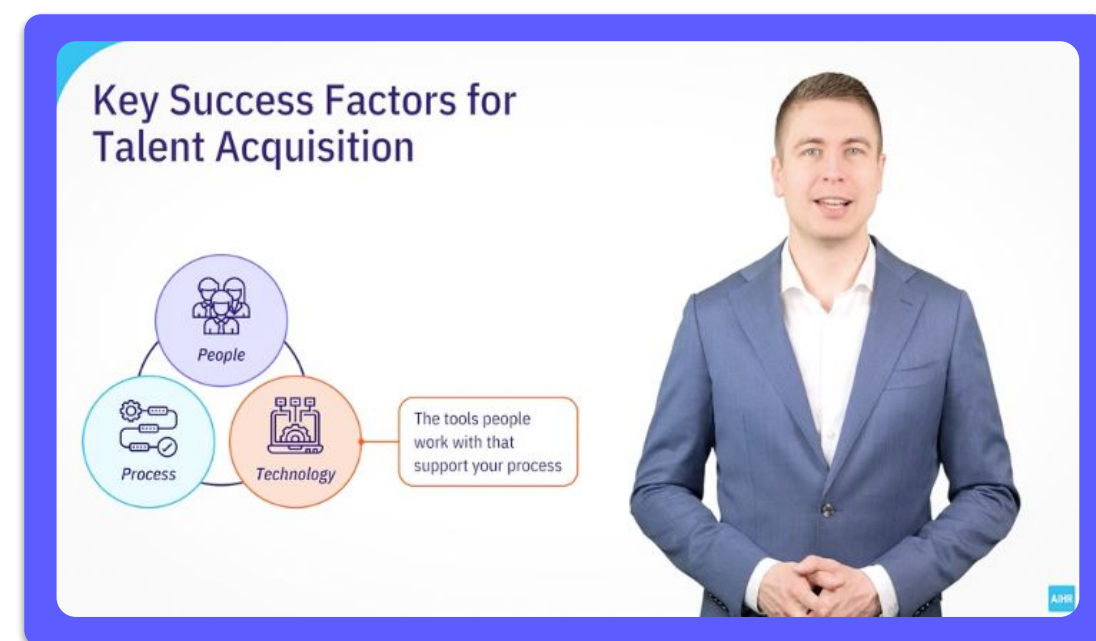 Key Success Factors for
Talent Acquisition
People
Process
Technology
The tools people
work with that
support your process
AIHR